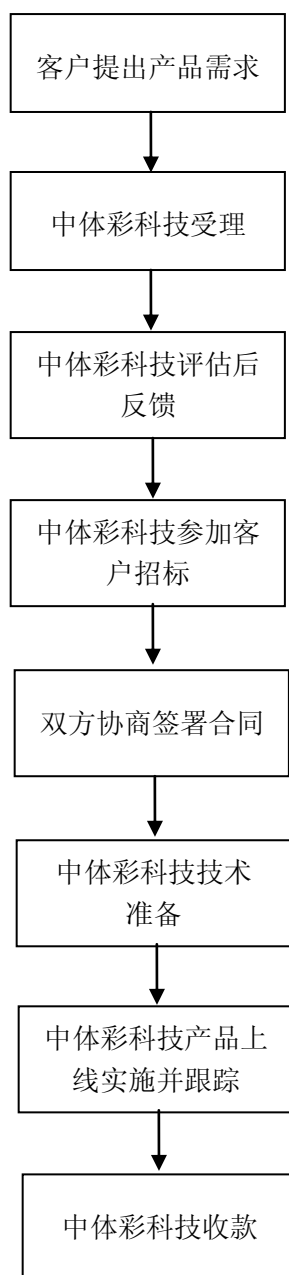 客户提出产品需求
中体彩科技受理
中体彩科技评估后
反馈
中体彩科技参加客
户招标
双方协商签署合同
中体彩科技技术
准备
中体彩科技产品上
线实施并跟踪
中体彩科技收款